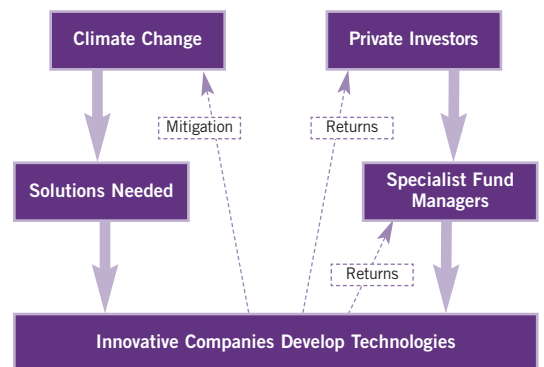 Climate Change
Private Investors
Mitigation
Returns
Solutions Needed
Specialist Fund
Managers
Returns
Innovative Companies Develop Technologies